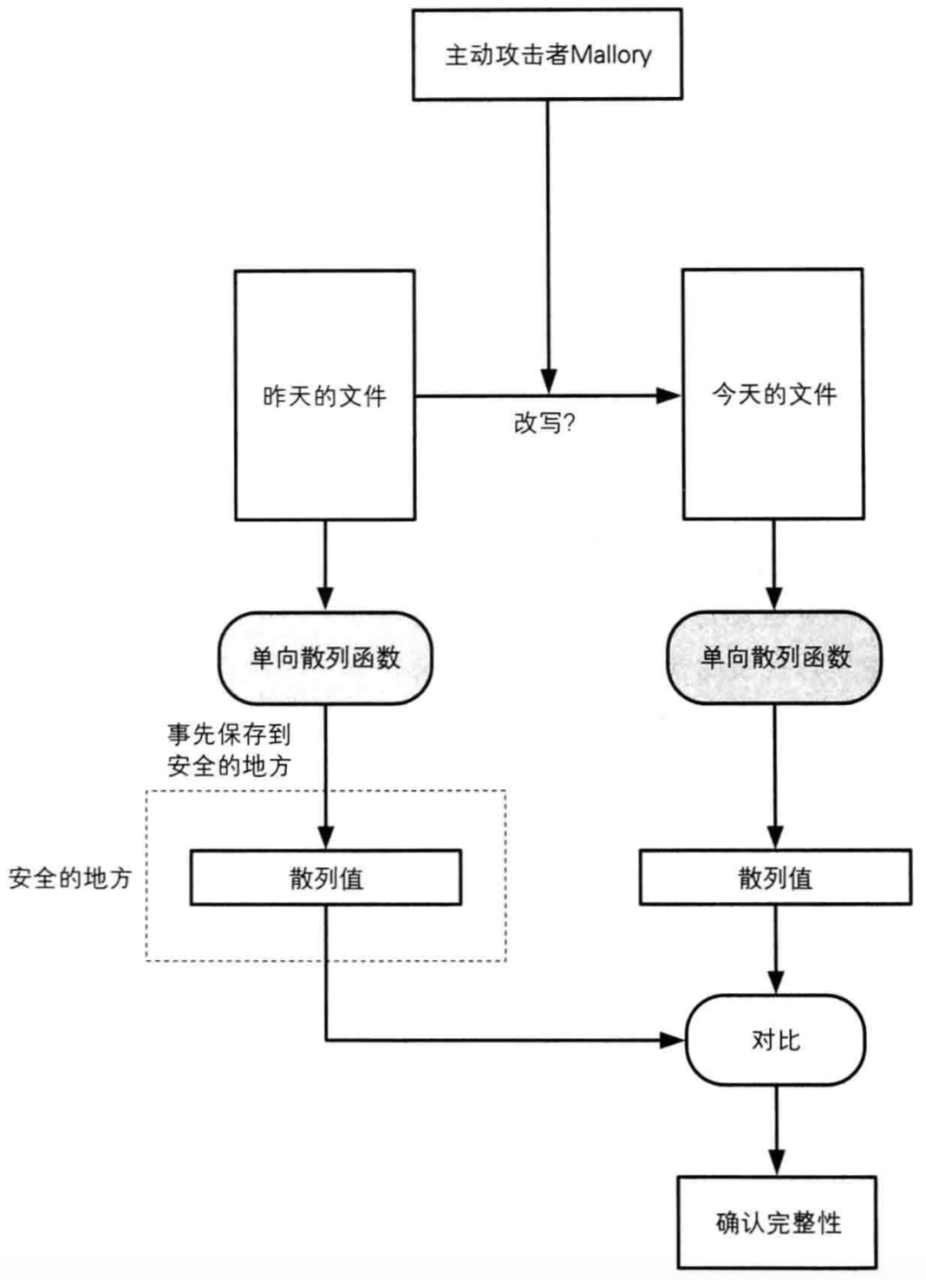 主动攻击者Mallory
昨天的文件
今天的文件
改写?
单向散列函数
单向散列函数
事先保存到
安全的地方
安全的地方
散列值
散列值
对比
确认完整性